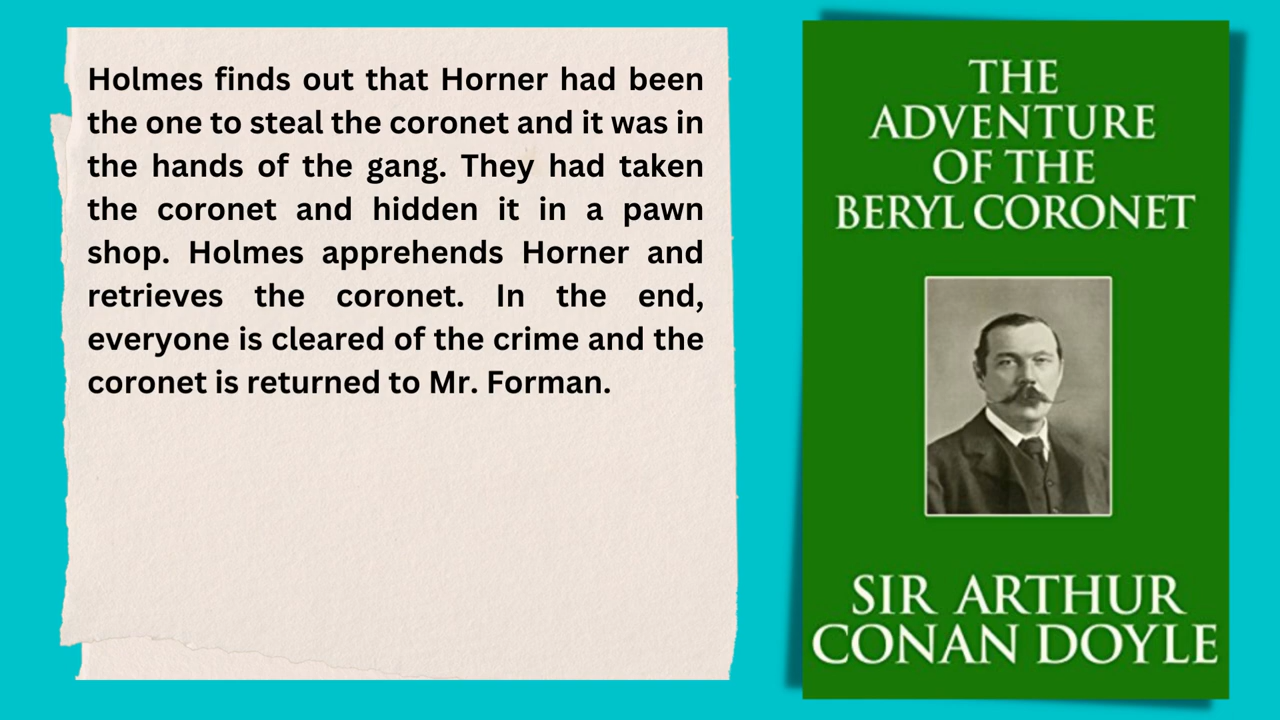 Holmes finds out that Horner had been
the one to steal the coronet and it was in
the hands of the gang. They had taken
the coronet and hidden it in a pawn
shop. Holmes apprehends Horner and
retrieves the coronet. In the end,
everyone is cleared of the crime and the
coronet is returned to Mr. Forman.
THE
ADVENTURE
OF THE
BERYL CORONET
SIR ARTHUR
CONAN DOYLE